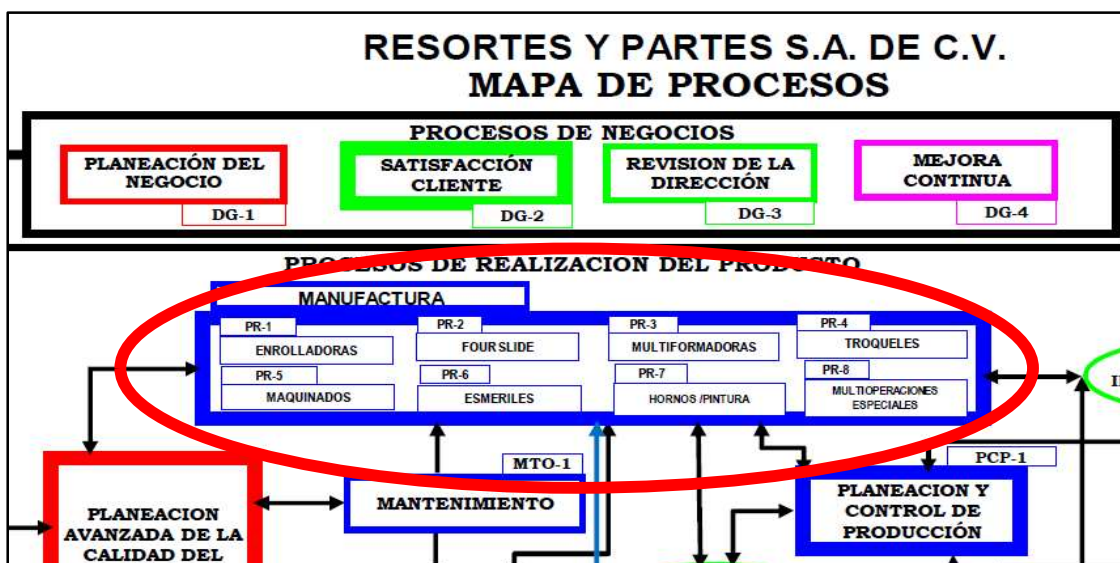 RESORTES Y PARTES S.A. DE C.V.
MAPA DE PROCESOS
PROCESOS DE NEGOCIOS
PLANEACIÓN DEL
NEGOCIO
DG-1
SATISFACCIÓN
CLIENTE
DG-2
REVISION DE LA
DIRECCIÓN
DG-3
MEJORA
CONTINUA
DG-4
PROCESOS DE REALIZACION DEL PRODUCTO
MANUFACTURA
PR-1
ENROLLADORAS
PR-2
FOUR SLIDE
PR-3
MULTIFORMADORAS
PR-4
TROQUELES
PR-5
MAQUINADOS
PR-6
ESMERILES
PR-7
HORNOS /PINTURA
PR-8
MULTIOPERACIONES
ESPECIALES
MTO-1
MANTENIMIENTO
PCP-1
PLANEACION Y
CONTROL DE
PRODUCCIÓN
PLANEACION
AVANZADA DE LA
CALIDAD DEL